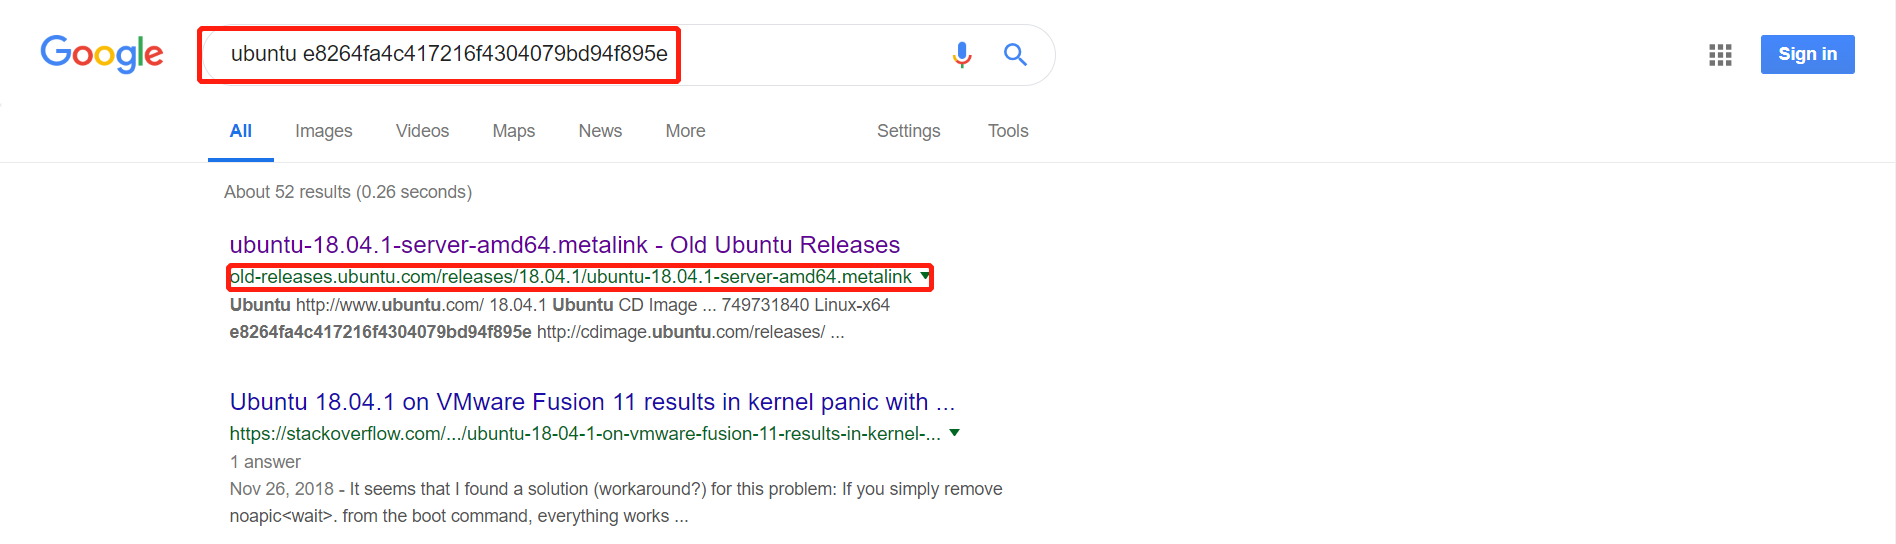 Google
ubuntu e8264fa4c417216f4304079bd94f895e
Sign in
All Images Videos Maps News More Settings Tools
About 52 results (0.26 seconds)
ubuntu-18.04.1-server-amd64.metalink - Old Ubuntu Releases
old-releases.ubuntu.com/releases/18.04.1/ubuntu-18.04.1-server-amd64.metalink
Ubuntu http://www.ubuntu.com/ 18.04.1 Ubuntu CD Image ... 749731840 Linux-x64
e8264fa4c417216f4304079bd94f895e http://cdimage.ubuntu.com/releases/ ...
Ubuntu 18.04.1 on VMware Fusion 11 results in kernel panic with ...
https://stackoverflow.com/.../ubuntu-18-04-1-on-vmware-fusion-11-results-in-kernel-...
1 answer
Nov 26, 2018 - It seems that I found a solution (workaround?) for this problem: If you simply remove
noapic<wait>. from the boot command, everything works ...